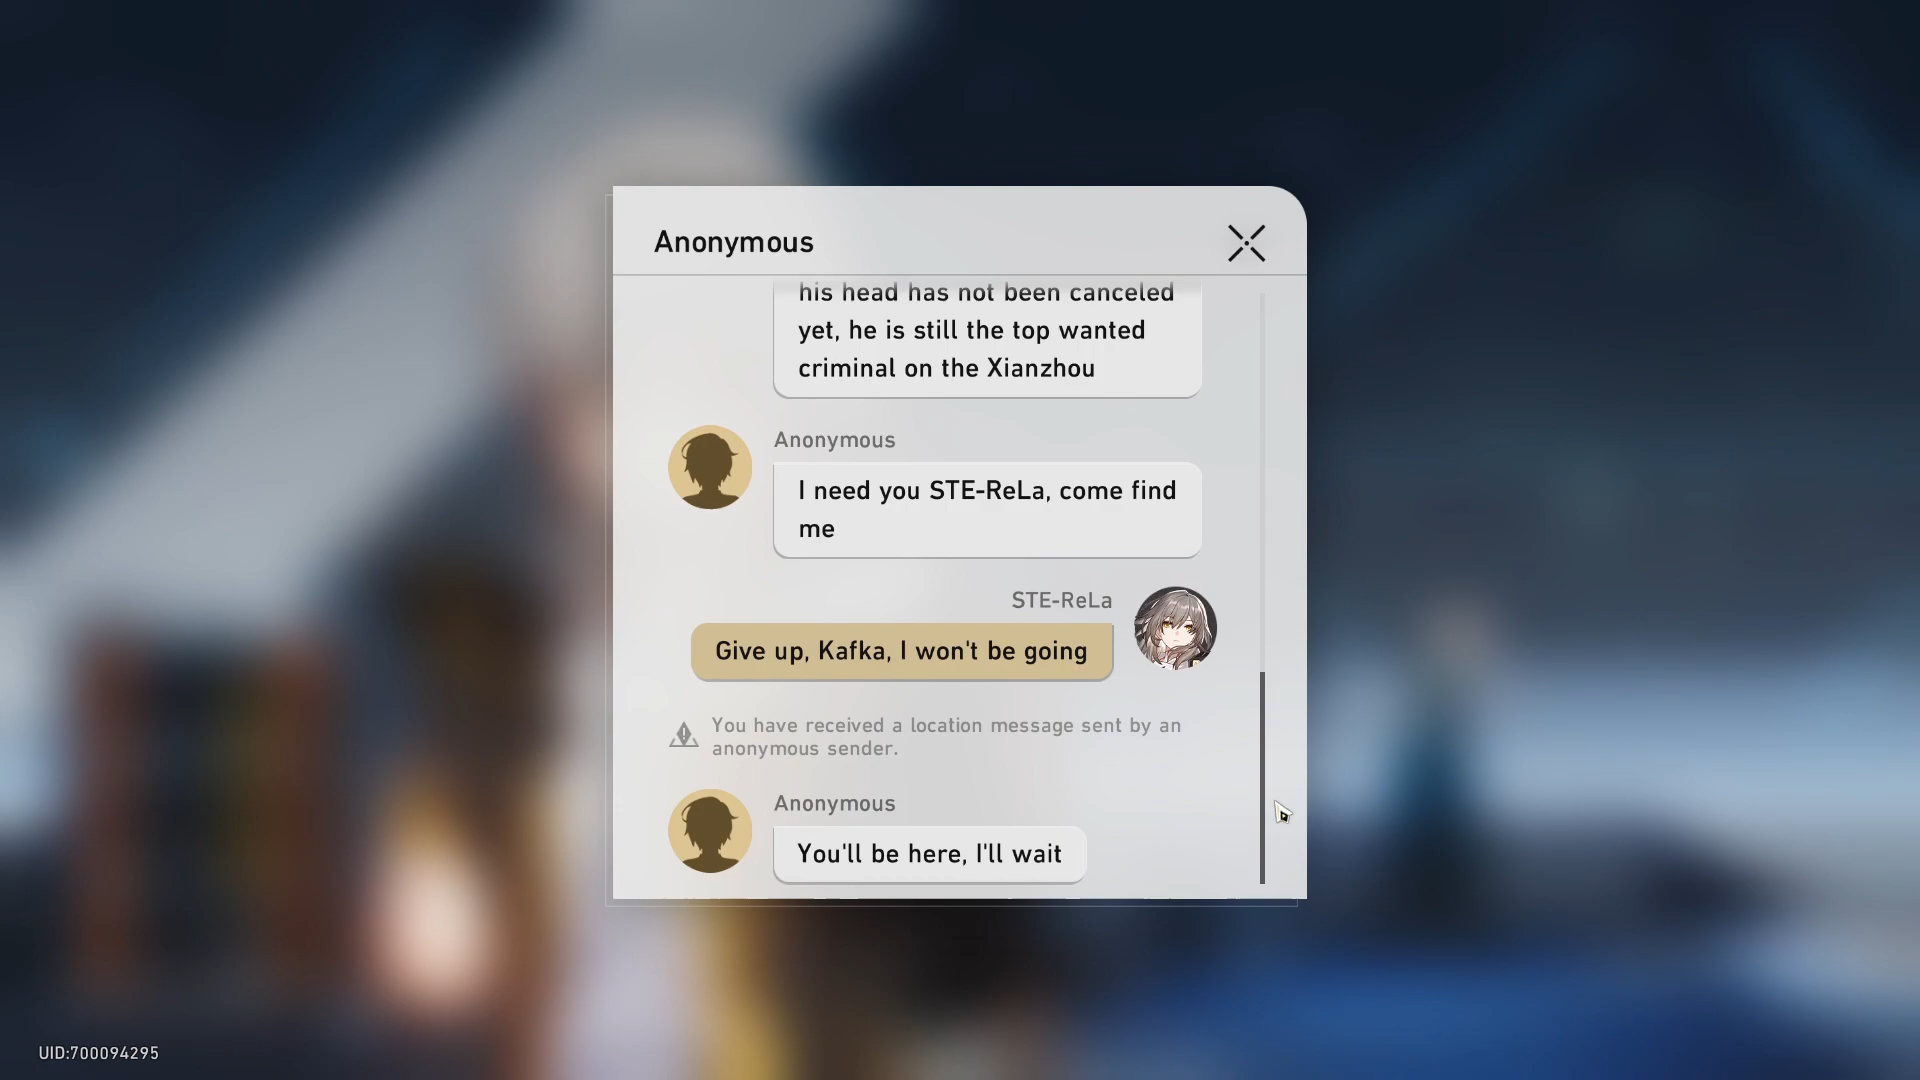 Anonymous
his head has not been canceled
yet, he is still the top wanted
criminal on the Xianzhou
Anonymous
I need you STE-ReLa, come find
me
STE-ReLa
Give up, Kafka, I won't be going
You have received a location message sent by an
anonymous sender.
Anonymous
You'll be here, I'll wait
UID:700094295